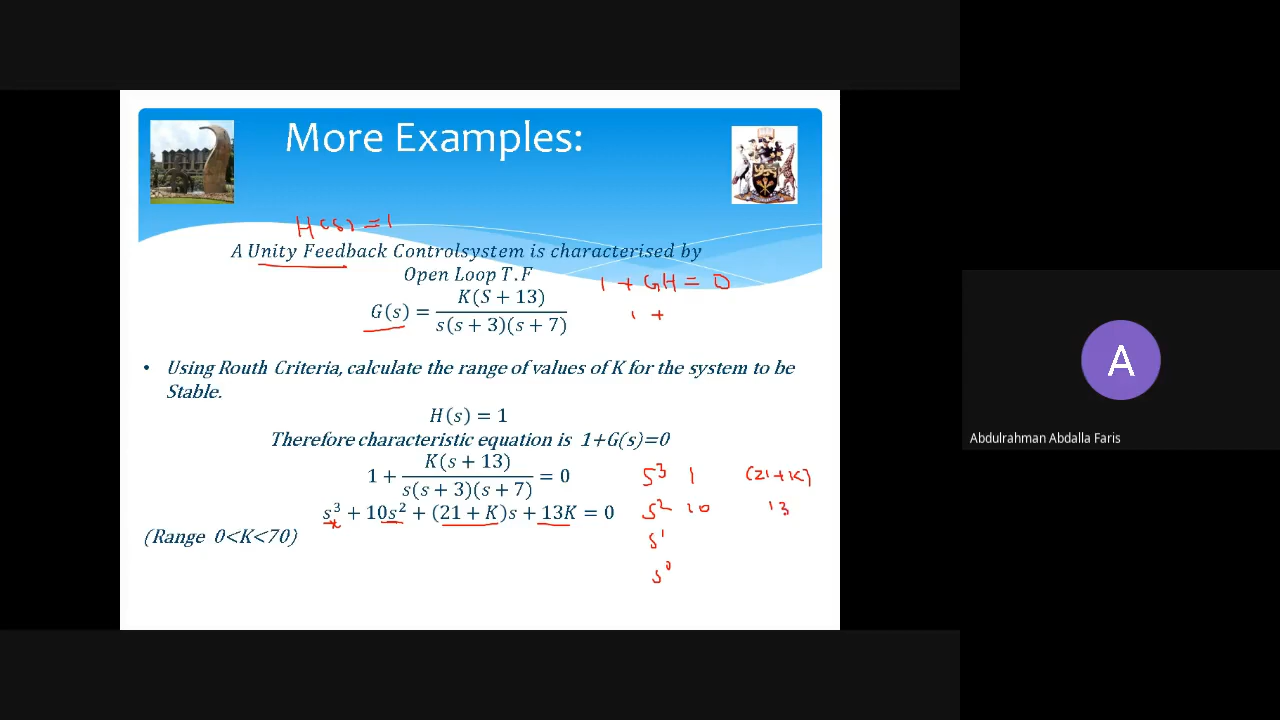 More Examples:
H(s) = 1
A Unity Feedback Controlsystem is characterised by
Open Loop T.F
1 + GH = 0
G(s) = K(S + 13) / s(s + 3)(s + 7)
1 +
• Using Routh Criteria, calculate the range of values of K for the system to be
Stable.
H(s) = 1
Therefore characteristic equation is 1+G(s)=0
1 + K(s + 13) / s(s + 3)(s + 7) = 0
s³ + 10s² + (21 + K)s + 13K = 0
(Range 0<K<70)
S³ 1 (21+K)
S² 10 13
S¹
S⁰
A
Abdulrahman Abdalla Faris